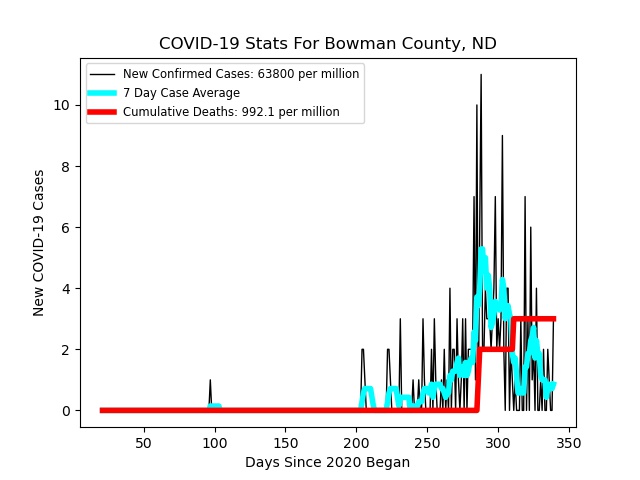 COVID-19 Stats For Bowman County, ND
New Confirmed Cases: 63800 per million
7 Day Case Average
Cumulative Deaths: 992.1 per million
New COVID-19 Cases
10
8
6
4
2
0
50 100 150 200 250 300 350
Days Since 2020 Began